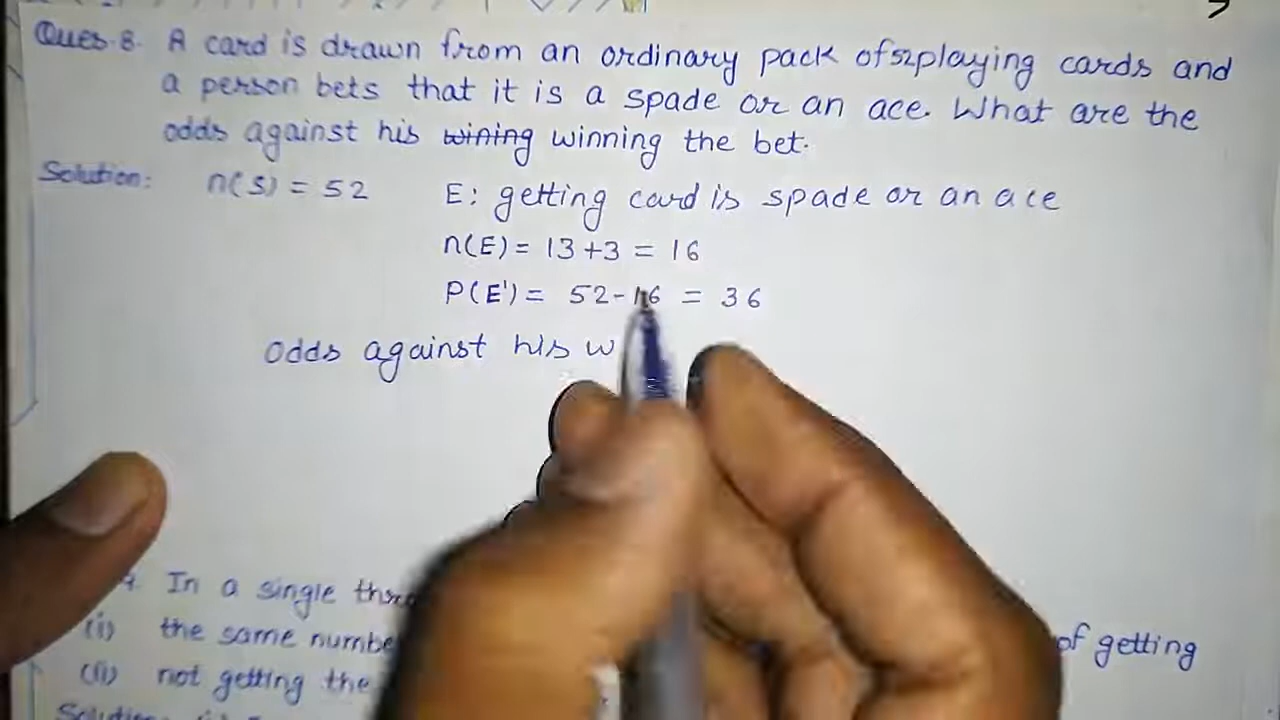 Ques.8. A card is drawn from an ordinary pack of 52 playing cards and
a person bets that it is a spade or an ace. What are the
odds against his wining winning the bet.
Solution: n(S) = 52 E: getting card is spade or an ace
n(E) = 13+3 = 16
P(E') = 52-16 = 36
odds against his w
In a single
(i) the same numbe of getting
(ii) not getting the